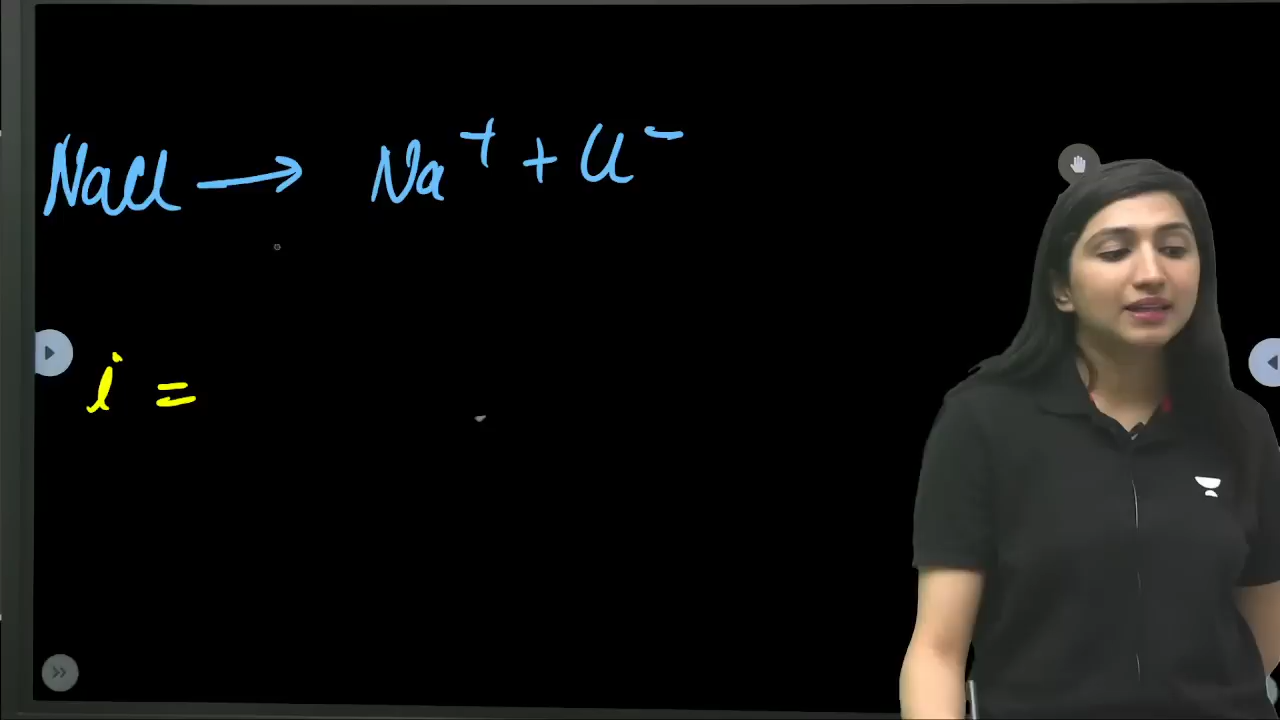 NaCl → Na⁺ + Cl⁻
i =